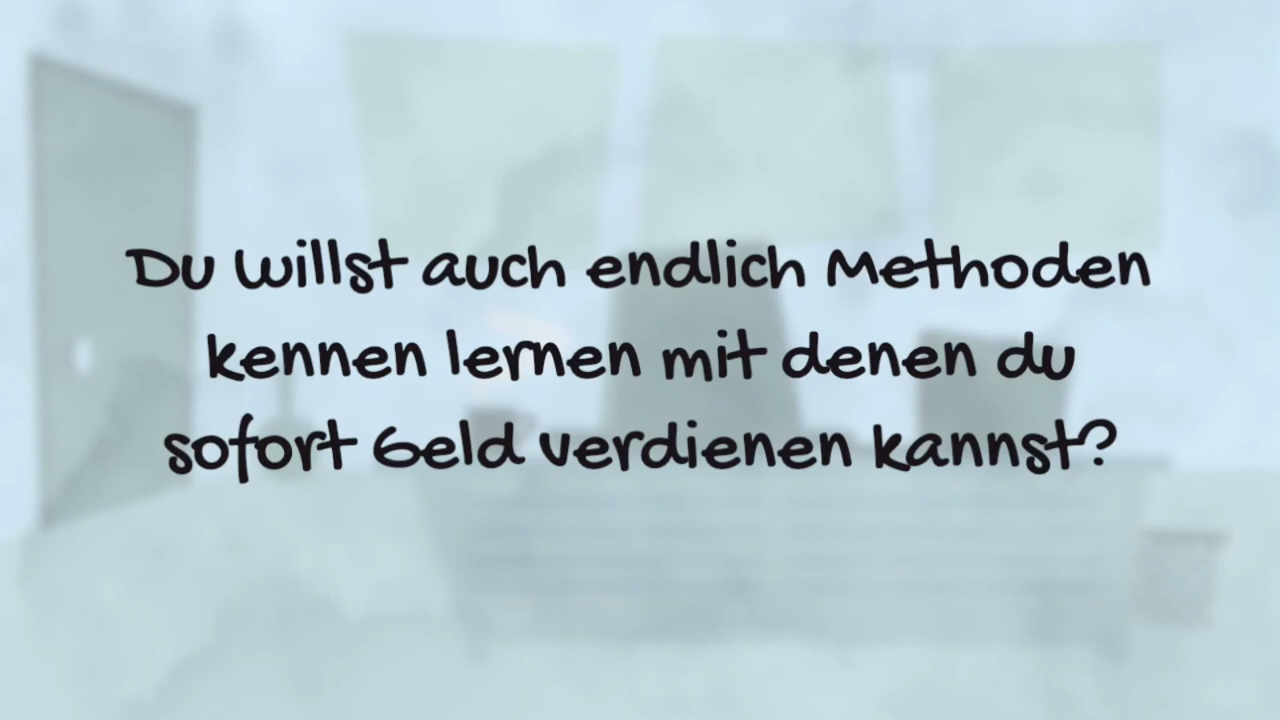 Du willst auch endlich Methoden
kennen lernen mit denen du
sofort Geld verdienen kannst?